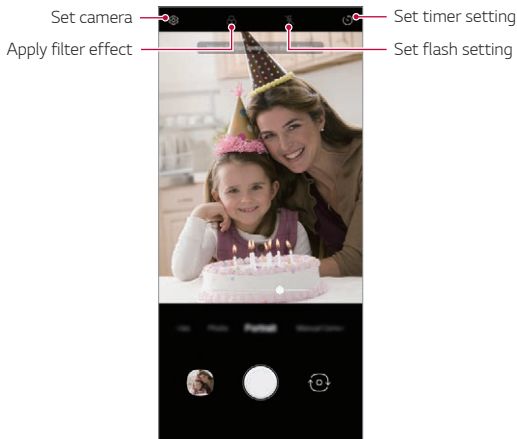 Set camera
Set timer setting
Apply filter effect
Set flash setting
Photo
Portrait